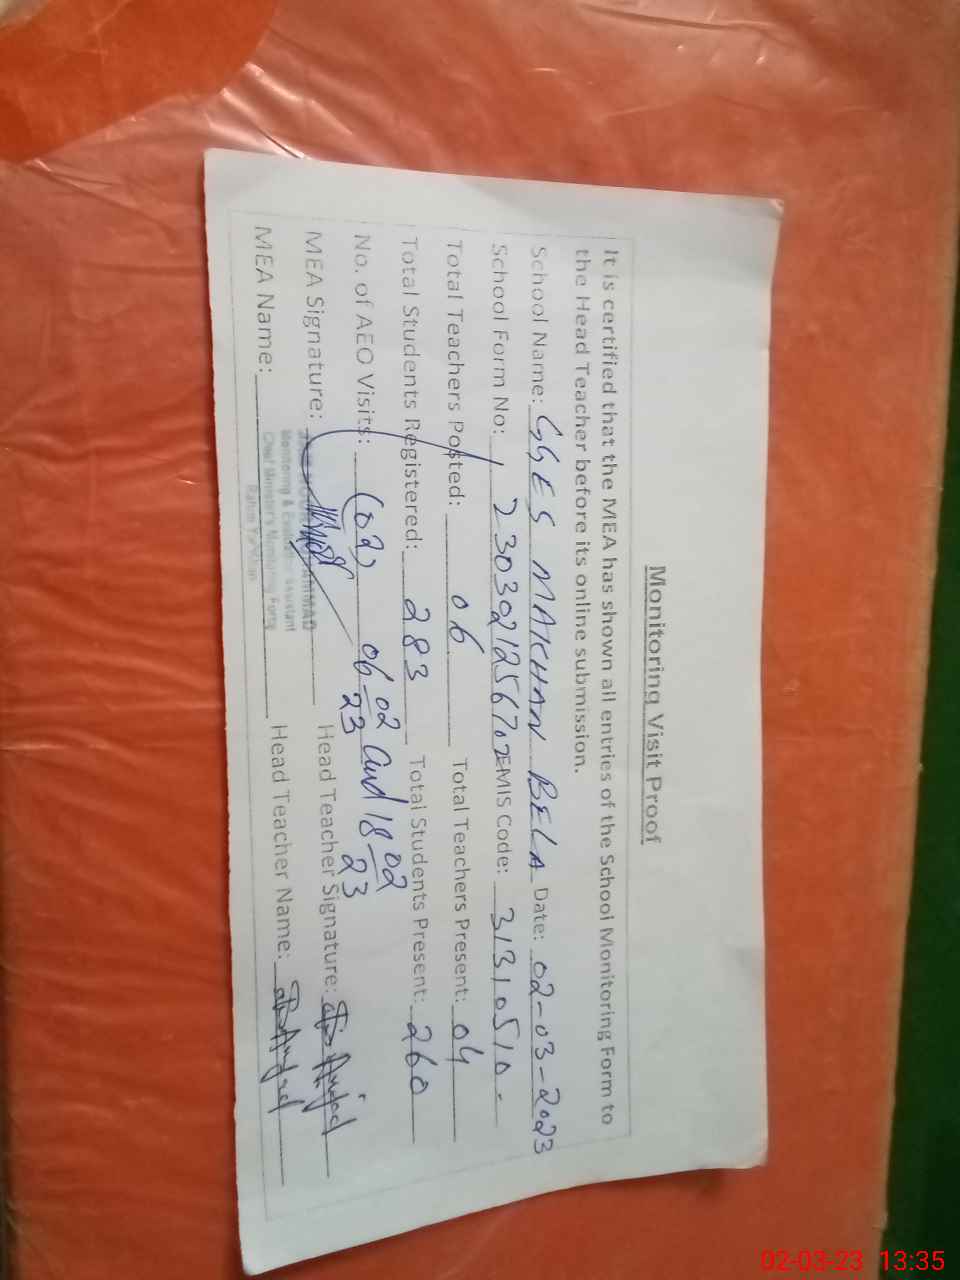 Monitoring Visit Proof
It is certified that the MEA has shown all entries of the School Monitoring Form to
the Head Teacher before its online submission.
School Name: GGES MAKHAN BELA Date: 02-03-2023
School Form No: EMIS Code: 31310510
Total Teachers Posted: 06 Total Teachers Present: 04
Total Students Registered: 283 Total Students Present: 260
No. of AEO Visits: (02) 06 02 23 and 18 02 23
MEA Signature: Head Teacher Signature:
MEA Name: Head Teacher Name:
Monitoring & Evaluation Assistant
Chief Minister's Monitoring Force
Rahim Yar Khan
02-03-23 13:35